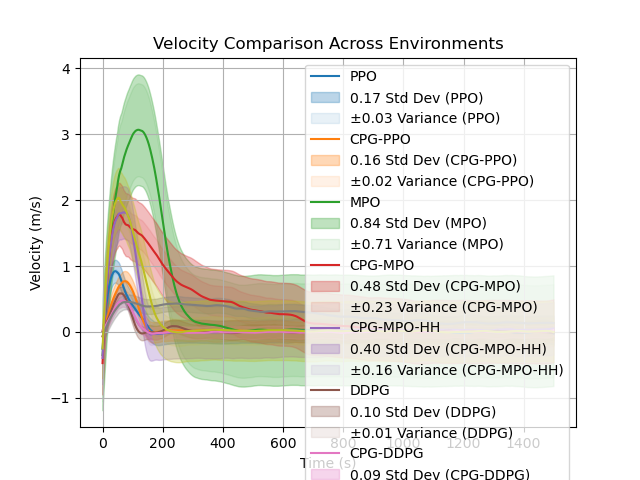 Velocity Comparison Across Environments
Velocity (m/s)
4
3
2
1
0
−1
0
200
400
600
800
1000
1200
1400
Time (s)
PPO
0.17 Std Dev (PPO)
±0.03 Variance (PPO)
CPG-PPO
0.16 Std Dev (CPG-PPO)
±0.02 Variance (CPG-PPO)
MPO
0.84 Std Dev (MPO)
±0.71 Variance (MPO)
CPG-MPO
0.48 Std Dev (CPG-MPO)
±0.23 Variance (CPG-MPO)
CPG-MPO-HH
0.40 Std Dev (CPG-MPO-HH)
±0.16 Variance (CPG-MPO-HH)
DDPG
0.10 Std Dev (DDPG)
±0.01 Variance (DDPG)
CPG-DDPG
0.09 Std Dev (CPG-DDPG)